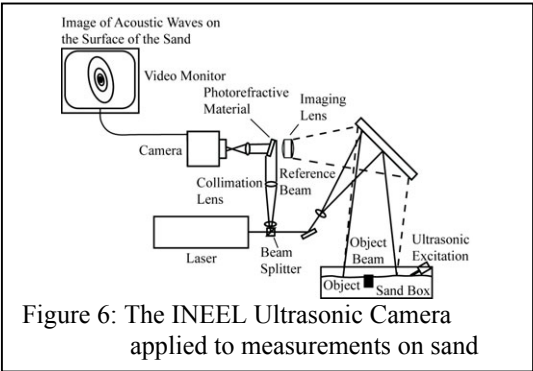 Image of Acoustic Waves on
the Surface of the Sand
Video Monitor
Photorefractive
Material
Imaging
Lens
Camera
Collimation
Lens
Reference
Beam
Laser
Beam
Splitter
Object
Beam
Ultrasonic
Excitation
Object
Sand Box
Figure 6: The INEEL Ultrasonic Camera
applied to measurements on sand